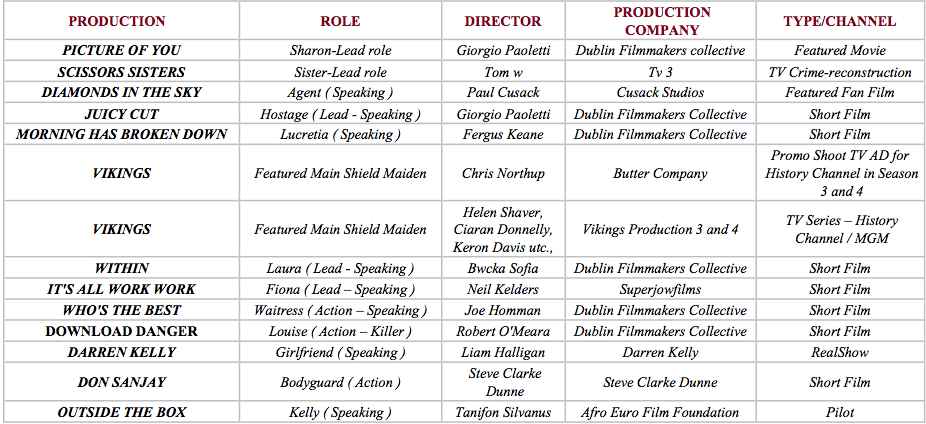 PRODUCTION ROLE DIRECTOR PRODUCTION COMPANY TYPE/CHANNEL
PICTURE OF YOU Sharon-Lead role Giorgio Paoletti Dublin Filmmakers collective Featured Movie
SCISSORS SISTERS Sister-Lead role Tom w Tv 3 TV Crime-reconstruction
DIAMONDS IN THE SKY Agent ( Speaking ) Paul Cusack Cusack Studios Featured Fan Film
JUICY CUT Hostage ( Lead - Speaking ) Giorgio Paoletti Dublin Filmmakers Collective Short Film
MORNING HAS BROKEN DOWN Lucretia ( Speaking ) Fergus Keane Dublin Filmmakers Collective Short Film
VIKINGS Featured Main Shield Maiden Chris Northup Butter Company Promo Shoot TV AD for History Channel in Season 3 and 4
VIKINGS Featured Main Shield Maiden Helen Shaver, Ciaran Donnelly, Keron Davis utc., Vikings Production 3 and 4 TV Series – History Channel / MGM
WITHIN Laura ( Lead - Speaking ) Bwcka Sofia Dublin Filmmakers Collective Short Film
IT'S ALL WORK WORK Fiona ( Lead – Speaking ) Neil Kelders Superjowfilms Short Film
WHO'S THE BEST Waitress ( Action – Speaking ) Joe Homman Dublin Filmmakers Collective Short Film
DOWNLOAD DANGER Louise ( Action – Killer ) Robert O'Meara Dublin Filmmakers Collective Short Film
DARREN KELLY Girlfriend ( Speaking ) Liam Halligan Darren Kelly RealShow
DON SANJAY Bodyguard ( Action ) Steve Clarke Dunne Steve Clarke Dunne Short Film
OUTSIDE THE BOX Kelly ( Speaking ) Tanifon Silvanus Afro Euro Film Foundation Pilot